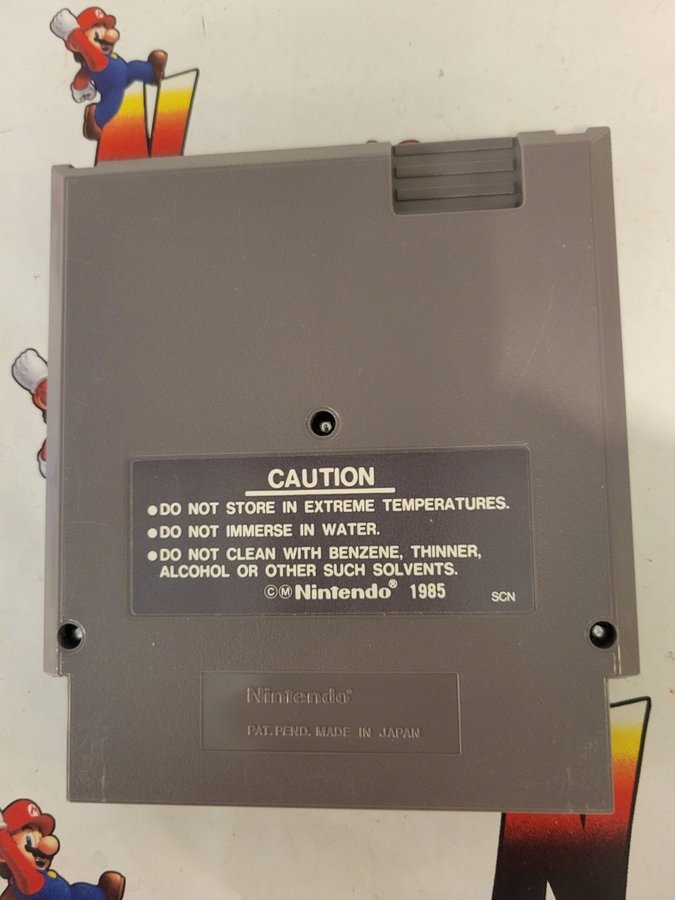 CAUTION
●DO NOT STORE IN EXTREME TEMPERATURES.
●DO NOT IMMERSE IN WATER.
●DO NOT CLEAN WITH BENZENE, THINNER,
ALCOHOL OR OTHER SUCH SOLVENTS.
©Ⓜ Nintendo® 1985
SCN
Nintendo®
PAT. PEND. MADE IN JAPAN